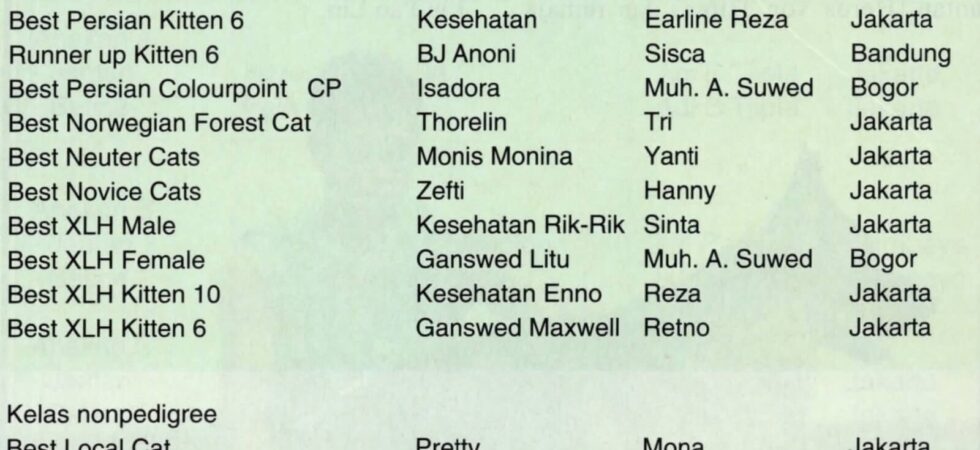 Best Persian Kitten 6 Kesehatan Earline Reza Jakarta
Runner up Kitten 6 BJ Anoni Sisca Bandung
Best Persian Colourpoint CP Isadora Muh. A. Suwed Bogor
Best Norwegian Forest Cat Thorelin Tri Jakarta
Best Neuter Cats Monis Monina Yanti Jakarta
Best Novice Cats Zefti Hanny Jakarta
Best XLH Male Kesehatan Rik-Rik Sinta Jakarta
Best XLH Female Ganswed Litu Muh. A. Suwed Bogor
Best XLH Kitten 10 Kesehatan Enno Reza Jakarta
Best XLH Kitten 6 Ganswed Maxwell Retno Jakarta
Kelas nonpedigree
Best Local Cat Pretty Mona Jakarta